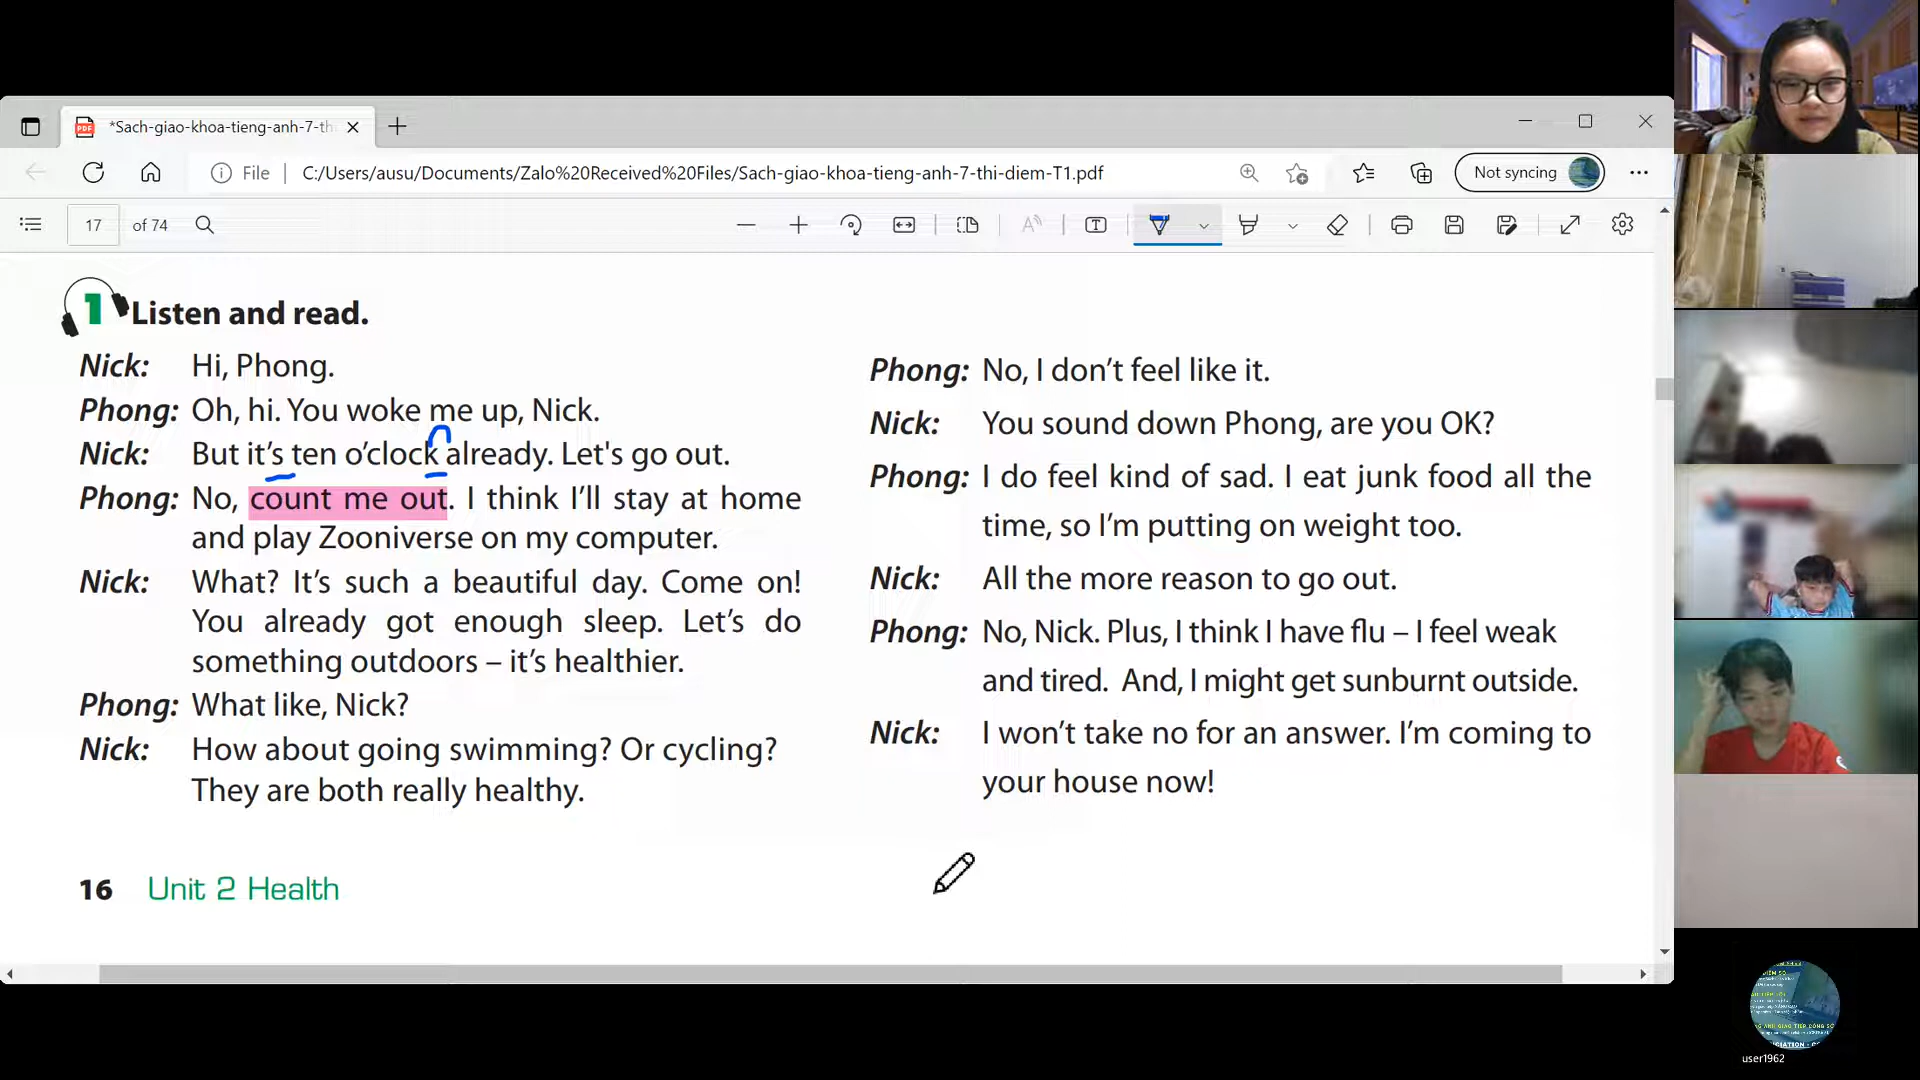 *Sach-giao-khoa-tieng-anh-7-th
File
C:/Users/ausu/Documents/Zalo%20Received%20Files/Sach-giao-khoa-tieng-anh-7-thi-diem-T1.pdf
Not syncing
17 of 74
1 Listen and read.
Nick: Hi, Phong.
Phong: Oh, hi. You woke me up, Nick.
Nick: But it's ten o'clock already. Let's go out.
Phong: No, count me out. I think I'll stay at home
and play Zooniverse on my computer.
Nick: What? It's such a beautiful day. Come on!
You already got enough sleep. Let's do
something outdoors – it's healthier.
Phong: What like, Nick?
Nick: How about going swimming? Or cycling?
They are both really healthy.
Phong: No, I don't feel like it.
Nick: You sound down Phong, are you OK?
Phong: I do feel kind of sad. I eat junk food all the
time, so I'm putting on weight too.
Nick: All the more reason to go out.
Phong: No, Nick. Plus, I think I have flu – I feel weak
and tired. And, I might get sunburnt outside.
Nick: I won't take no for an answer. I'm coming to
your house now!
16 Unit 2 Health
user1962